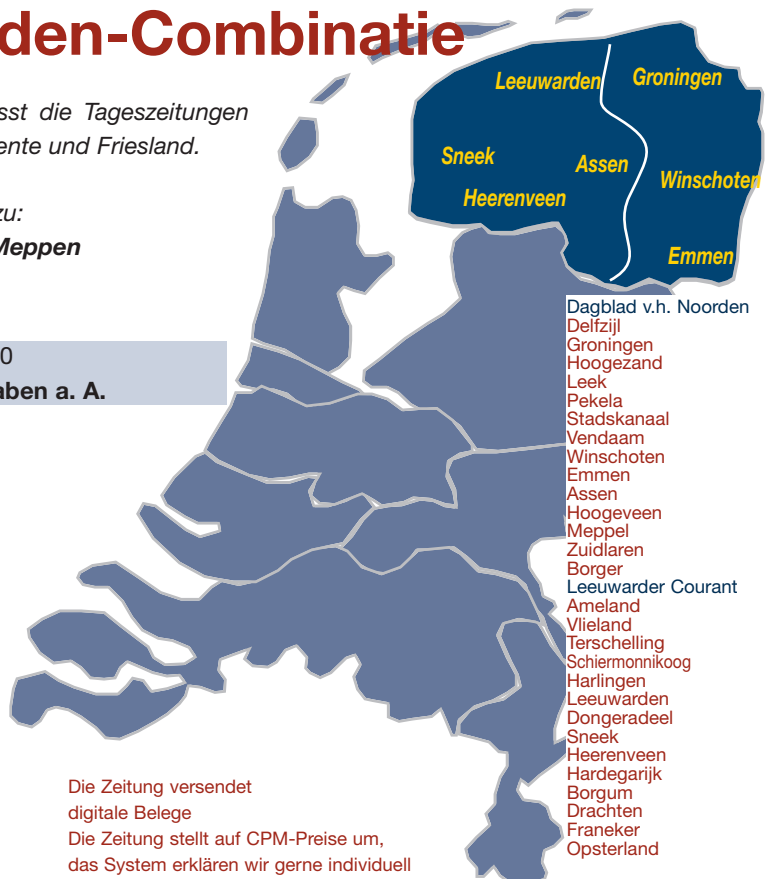 den-Combinatie
sst die Tageszeitungen
ente und Friesland.
zu:
Meppen
0
aben a. A.
Leeuwarden
Groningen
Sneek
Assen
Heerenveen
Winschoten
Emmen
Dagblad v.h. Noorden
Delfzijl
Groningen
Hoogezand
Leek
Pekela
Stadskanaal
Vendaam
Winschoten
Emmen
Assen
Hoogeveen
Meppel
Zuidlaren
Borger
Leeuwarder Courant
Ameland
Vlieland
Terschelling
Schiermonnikoog
Harlingen
Leeuwarden
Dongeradeel
Sneek
Heerenveen
Hardegarijk
Borgum
Drachten
Franeker
Opsterland
Die Zeitung versendet
digitale Belege
Die Zeitung stellt auf CPM-Preise um,
das System erklären wir gerne individuell